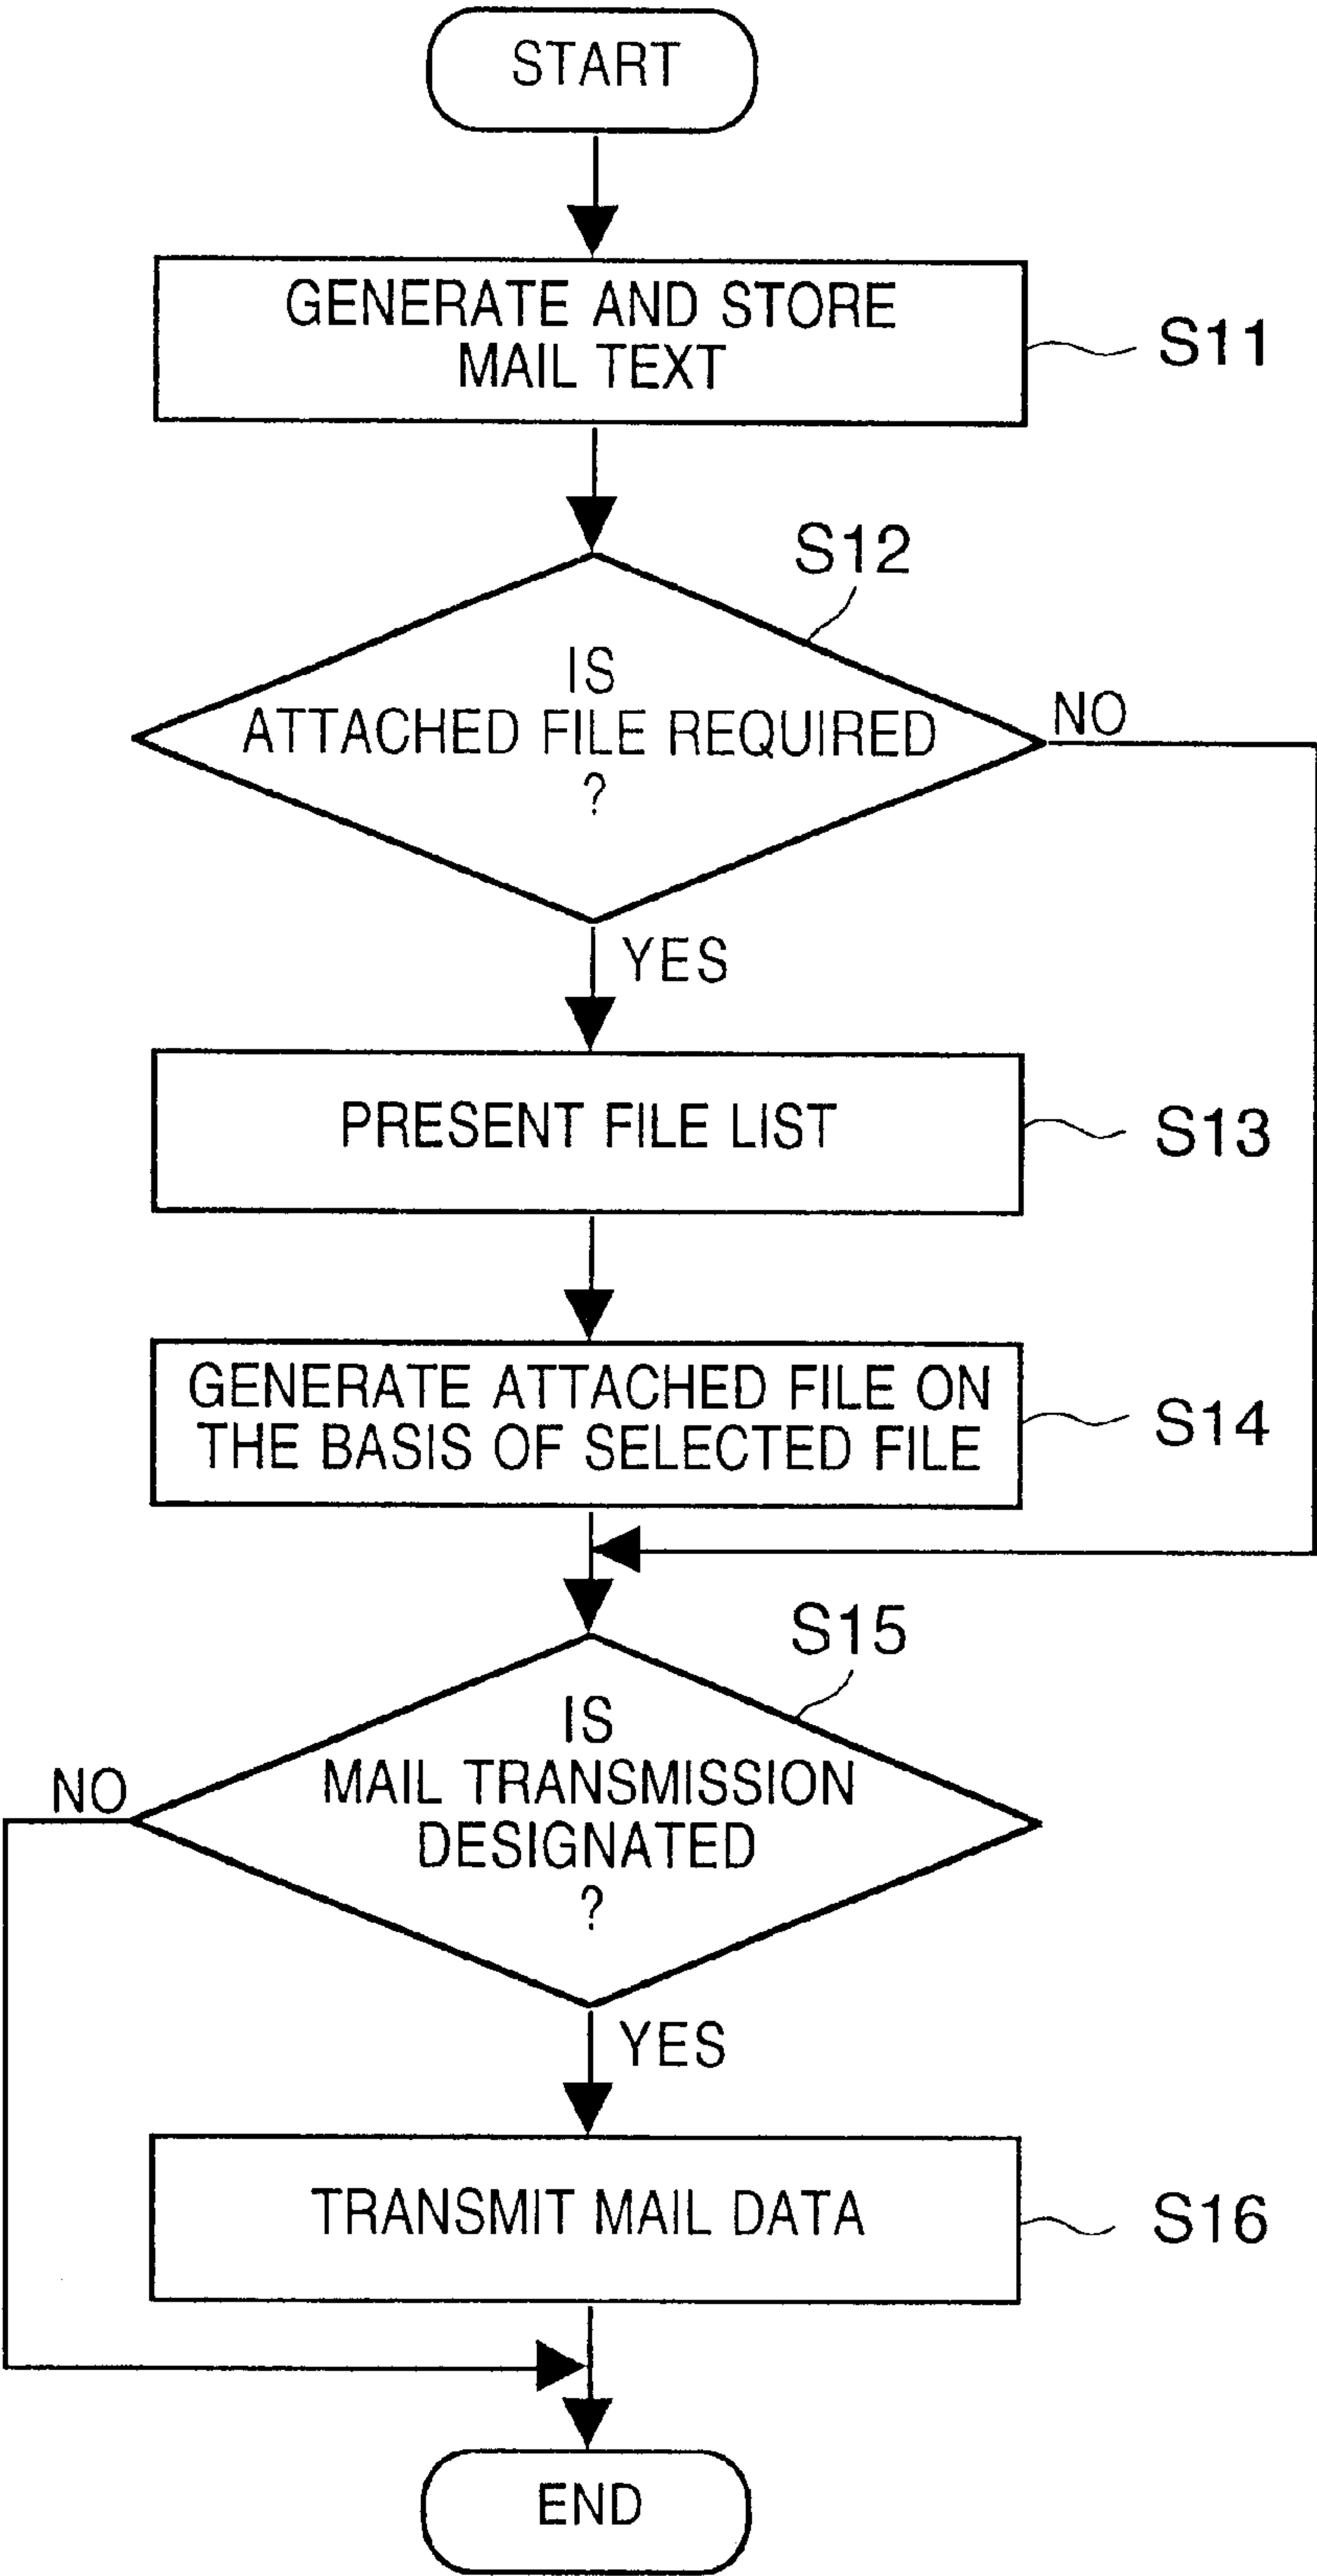 START
GENERATE AND STORE
MAIL TEXT
S11
S12
IS
ATTACHED FILE REQUIRED
?
NO
YES
PRESENT FILE LIST
S13
GENERATE ATTACHED FILE ON
THE BASIS OF SELECTED FILE
S14
S15
IS
MAIL TRANSMISSION
DESIGNATED
?
NO
YES
TRANSMIT MAIL DATA
S16
END